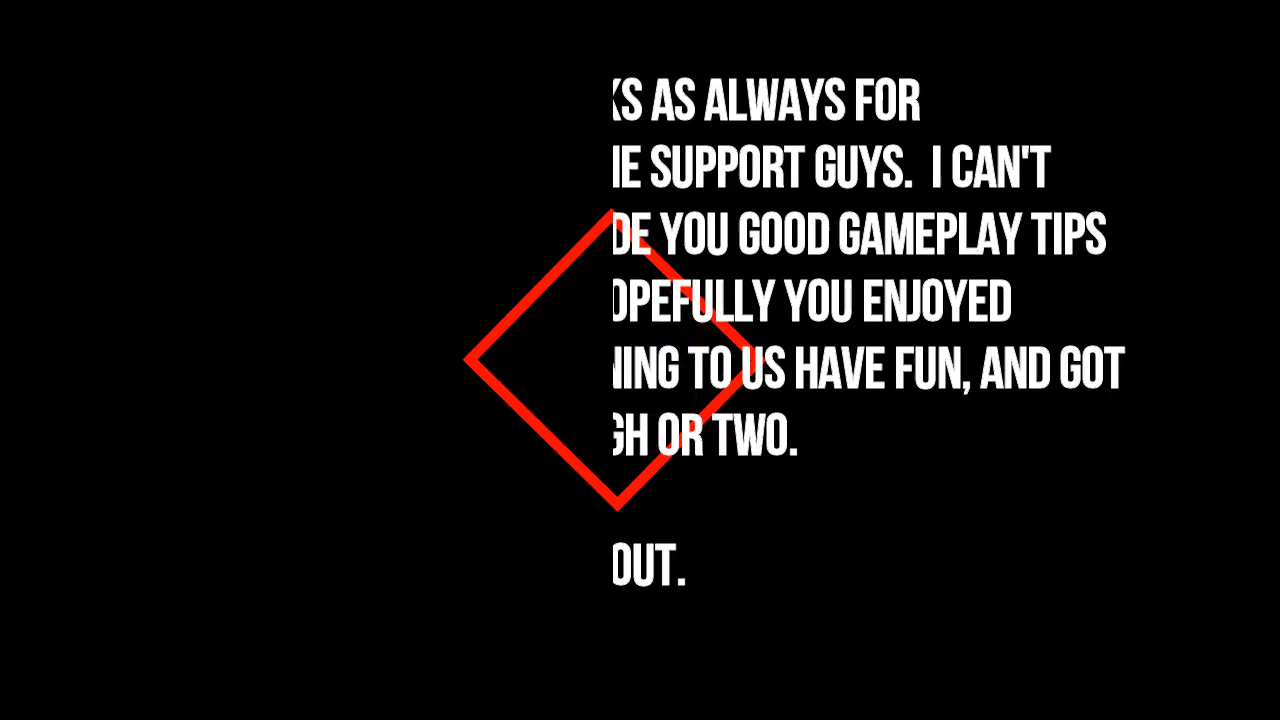 AS ALWAYS FOR
SUPPORT GUYS. I CAN'T
YOU GOOD GAMEPLAY TIPS
YOU ENJOYED
TO US HAVE FUN, AND GOT
OR TWO.
OUT.